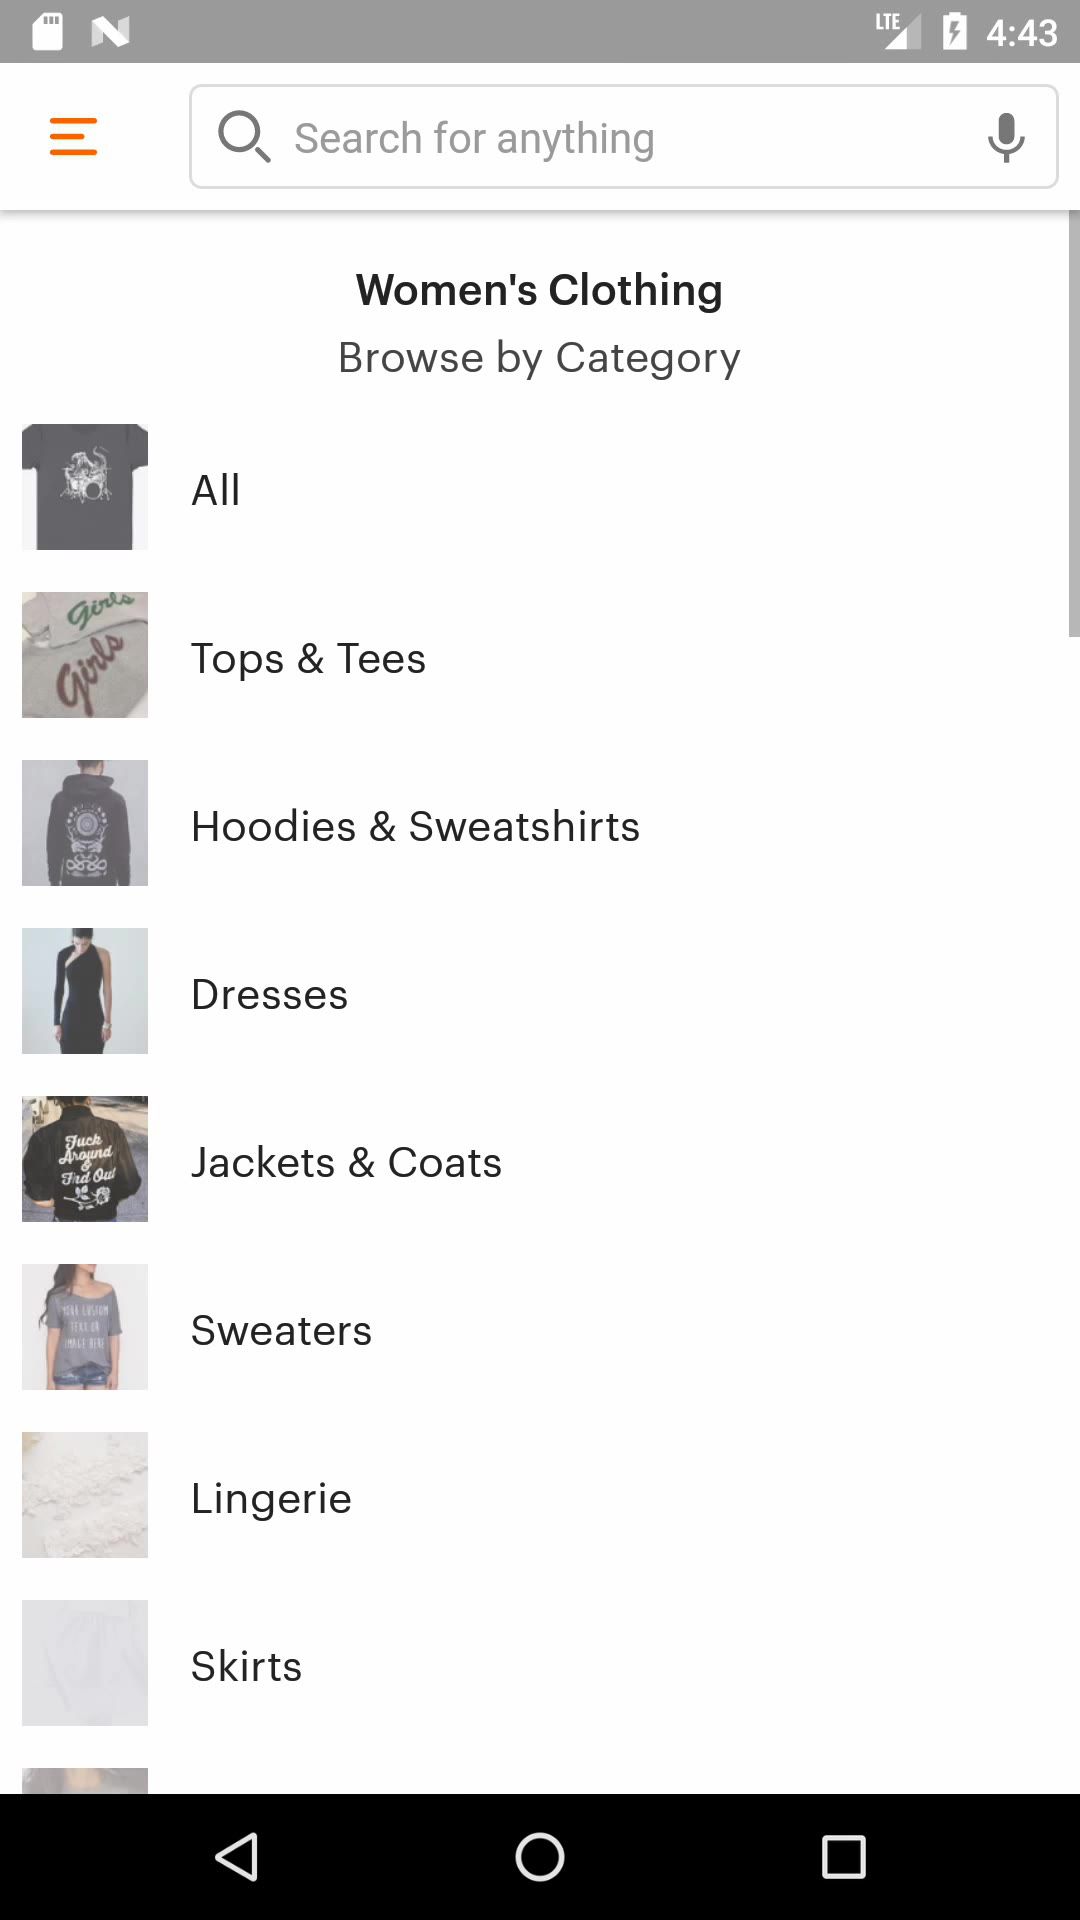 LTE 4:43
Search for anything
Women's Clothing
Browse by Category
All
Girls
Girls
Tops & Tees
Hoodies & Sweatshirts
Dresses
Fuck
Around
&
Find Out
Jackets & Coats
YOUR CUSTOM
TEXT OR
IMAGE HERE
Sweaters
Lingerie
Skirts